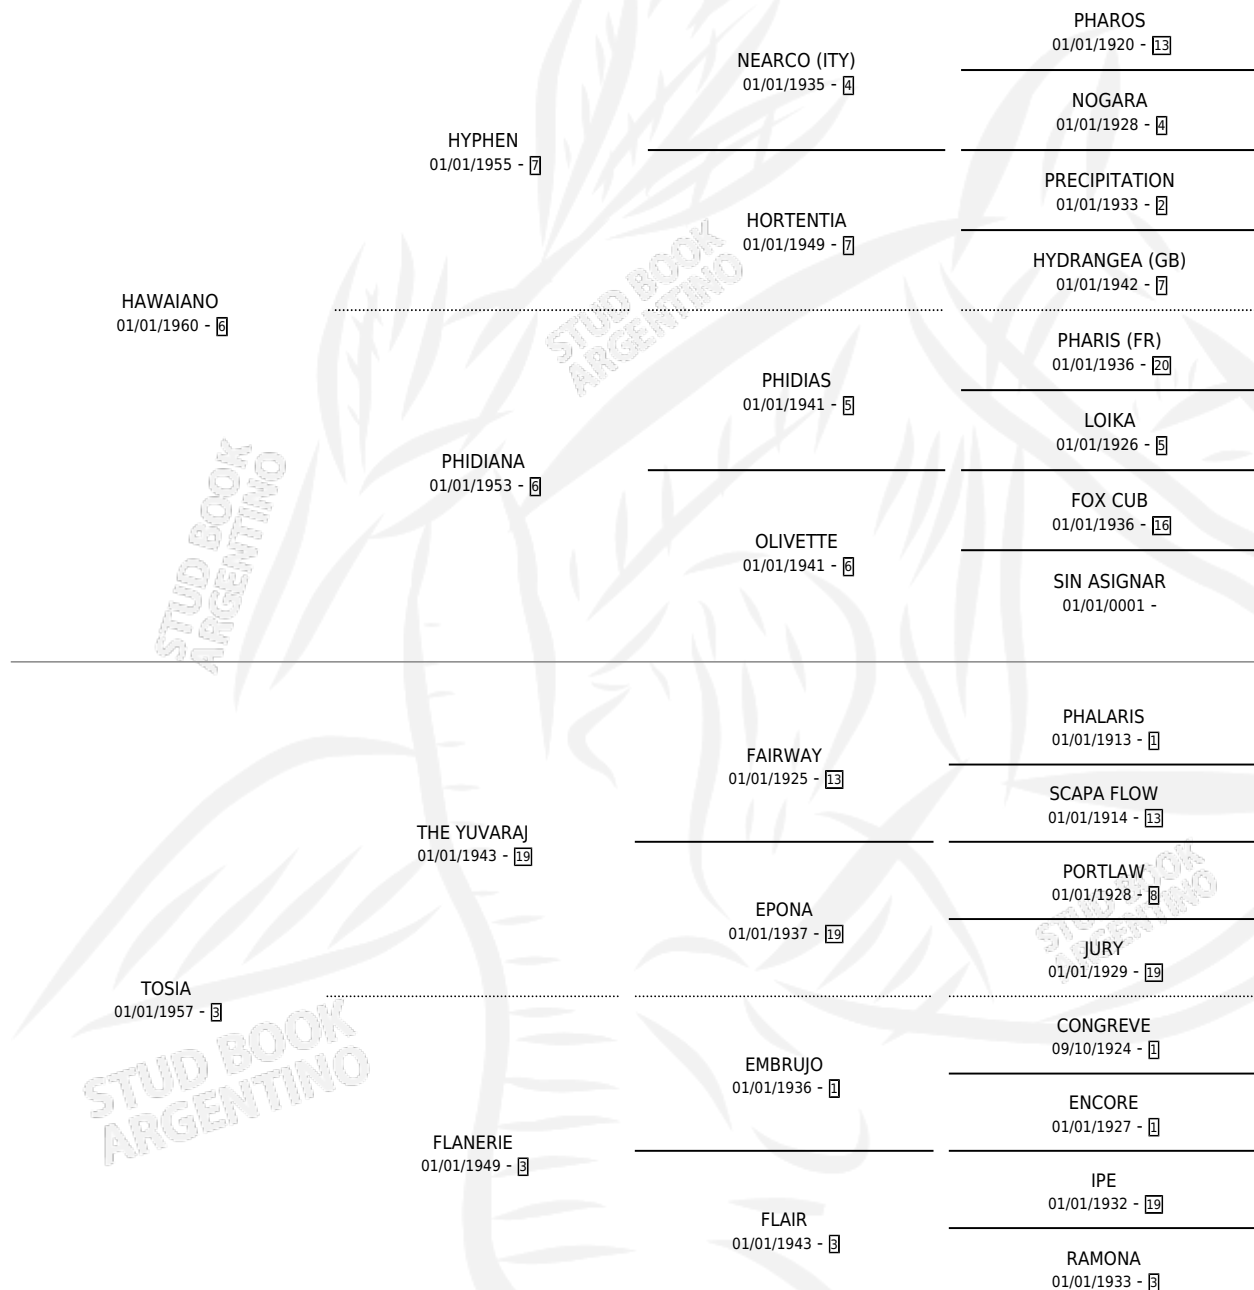 PHAROS
01/01/1920 - 13
NEARCO (ITY)
01/01/1935 - 4
NOGARA
01/01/1928 - 4
HYPHEN
01/01/1955 - 7
PRECIPITATION
01/01/1933 - 2
HORTENTIA
01/01/1949 - 7
HYDRANGEA (GB)
01/01/1942 - 7
HAWAIANO
01/01/1960 - 6
PHARIS (FR)
01/01/1936 - 20
PHIDIAS
01/01/1941 - 5
LOIKA
01/01/1926 - 5
PHIDIANA
01/01/1953 - 6
FOX CUB
01/01/1936 - 16
OLIVETTE
01/01/1941 - 6
SIN ASIGNAR
01/01/0001 -
STUD BOOK
ARGENTINO
STUD BOOK
ARGENTINO
PHALARIS
01/01/1913 - 1
FAIRWAY
01/01/1925 - 13
SCAPA FLOW
01/01/1914 - 13
THE YUVARAJ
01/01/1943 - 19
PORTLAW
01/01/1928 - 8
EPONA
01/01/1937 - 19
JURY
01/01/1929 - 19
TOSIA
01/01/1957 - 3
CONGREVE
09/10/1924 - 1
EMBRUJO
01/01/1936 - 1
ENCORE
01/01/1927 - 1
FLANERIE
01/01/1949 - 3
IPE
01/01/1932 - 19
FLAIR
01/01/1943 - 3
RAMONA
01/01/1933 - 3
STUD BOOK
ARGENTINO
STUD BOOK
ARGENTINO